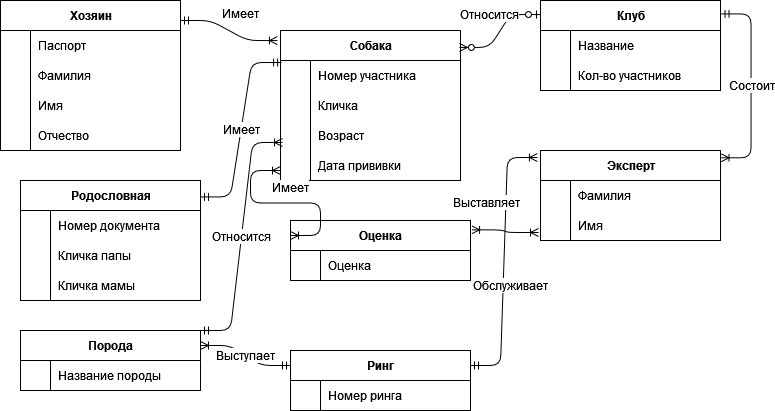 Хозяин
Паспорт
Фамилия
Имя
Отчество
Имеет
Собака
Номер участника
Кличка
Возраст
Дата прививки
Относится
Клуб
Название
Кол-во участников
Состоит
Имеет
Имеет
Эксперт
Фамилия
Имя
Родословная
Номер документа
Кличка папы
Кличка мамы
Относится
Выставляет
Оценка
Оценка
Обслуживает
Порода
Название породы
Выступает
Ринг
Номер ринга